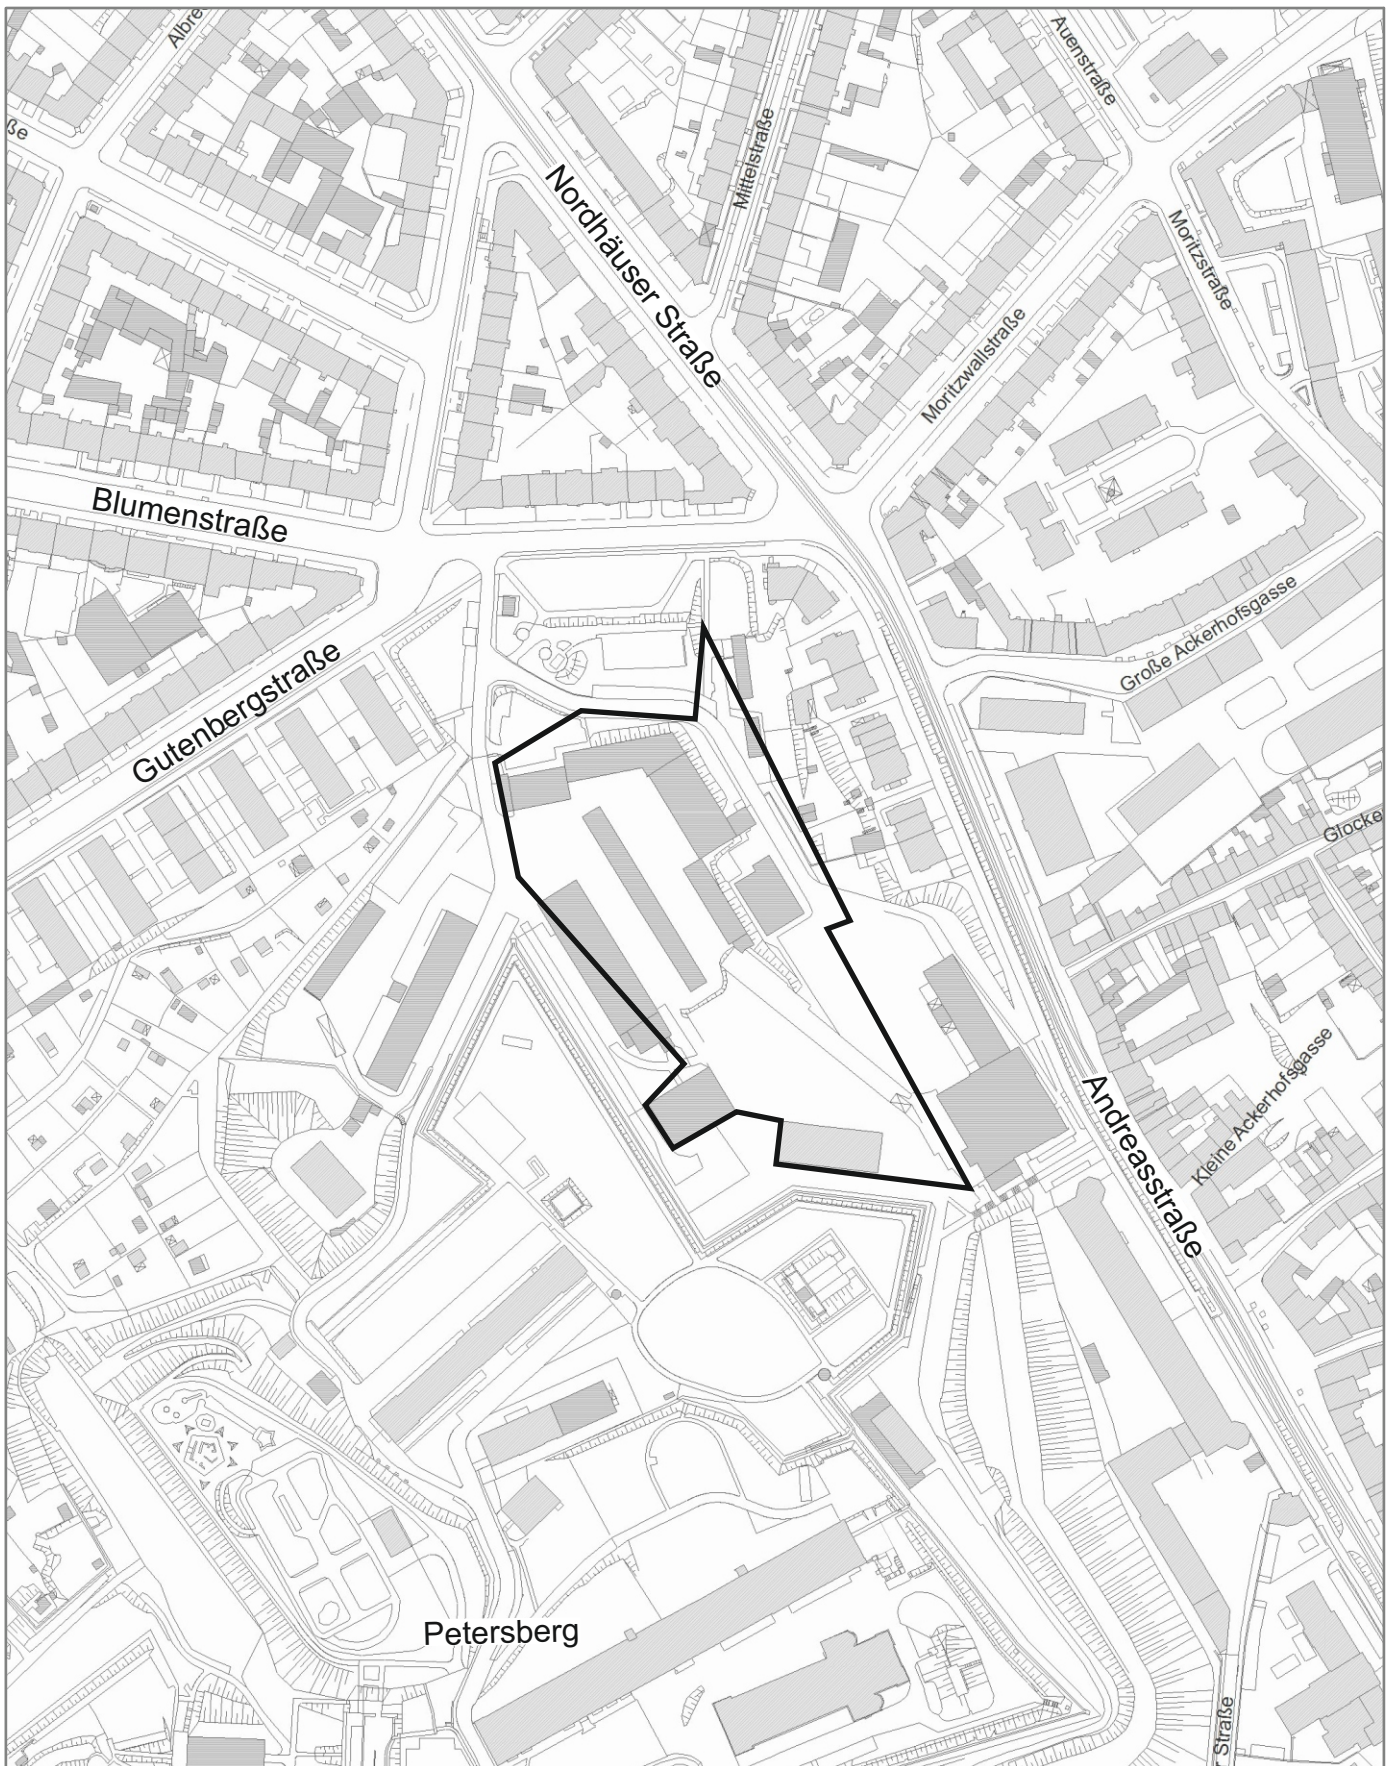 Albre
Auenstraße
ße
Mittelstraße
Nordhäuser Straße
Moritzstraße
Moritzwallstraße
Blumenstraße
Große Ackerhofsgasse
Gutenbergstraße
Glocke
Kleine Ackerhofsgasse
Andreasstraße
Petersberg
Straße